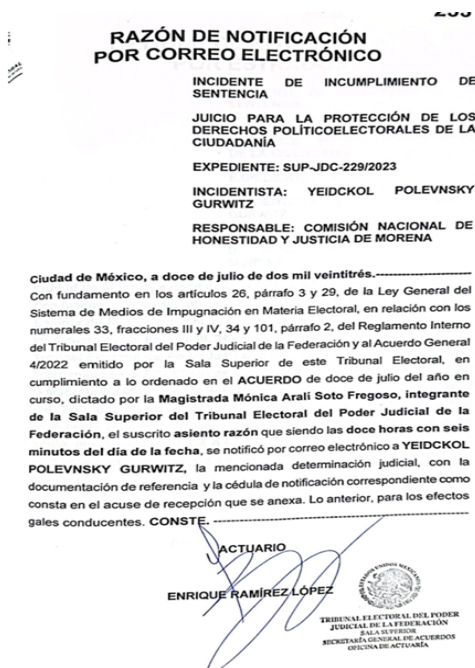 RAZÓN DE NOTIFICACIÓN
POR CORREO ELECTRÓNICO
INCIDENTE DE INCUMPLIMIENTO DE
SENTENCIA
JUICIO PARA LA PROTECCIÓN DE LOS
DERECHOS POLÍTICOELECTORALES DE LA
CIUDADANÍA
EXPEDIENTE: SUP-JDC-229/2023
INCIDENTISTA: YEIDCKOL POLEVNSKY
GURWITZ
RESPONSABLE: COMISIÓN NACIONAL DE
HONESTIDAD Y JUSTICIA DE MORENA
Ciudad de México, a doce de julio de dos mil veintitrés.----------------------
Con fundamento en los artículos 26, párrafo 3 y 29, de la Ley General del
Sistema de Medios de Impugnación en Materia Electoral, en relación con los
numerales 33, fracciones III y IV, 34 y 101, párrafo 2, del Reglamento Interno
del Tribunal Electoral del Poder Judicial de la Federación y al Acuerdo General
4/2022 emitido por la Sala Superior de este Tribunal Electoral, en
cumplimiento a lo ordenado en el ACUERDO de doce de julio del año en
curso, dictado por la Magistrada Mónica Aralí Soto Fregoso, integrante
de la Sala Superior del Tribunal Electoral del Poder Judicial de la
Federación, el suscrito asiento razón que siendo las doce horas con seis
minutos del día de la fecha, se notificó por correo electrónico a YEIDCKOL
POLEVNSKY GURWITZ, la mencionada determinación judicial, con la
documentación de referencia y la cédula de notificación correspondiente como
consta en el acuse de recepción que se anexa. Lo anterior, para los efectos
gales conducentes. CONSTE. --------------------------------------------
ACTUARIO
ENRIQUE RAMÍREZ LÓPEZ
ESTADOS UNIDOS MEXICANOS
TRIBUNAL ELECTORAL DEL PODER
JUDICIAL DE LA FEDERACIÓN
SALA SUPERIOR
SECRETARÍA GENERAL DE ACUERDOS
OFICINA DE ACTUARÍA